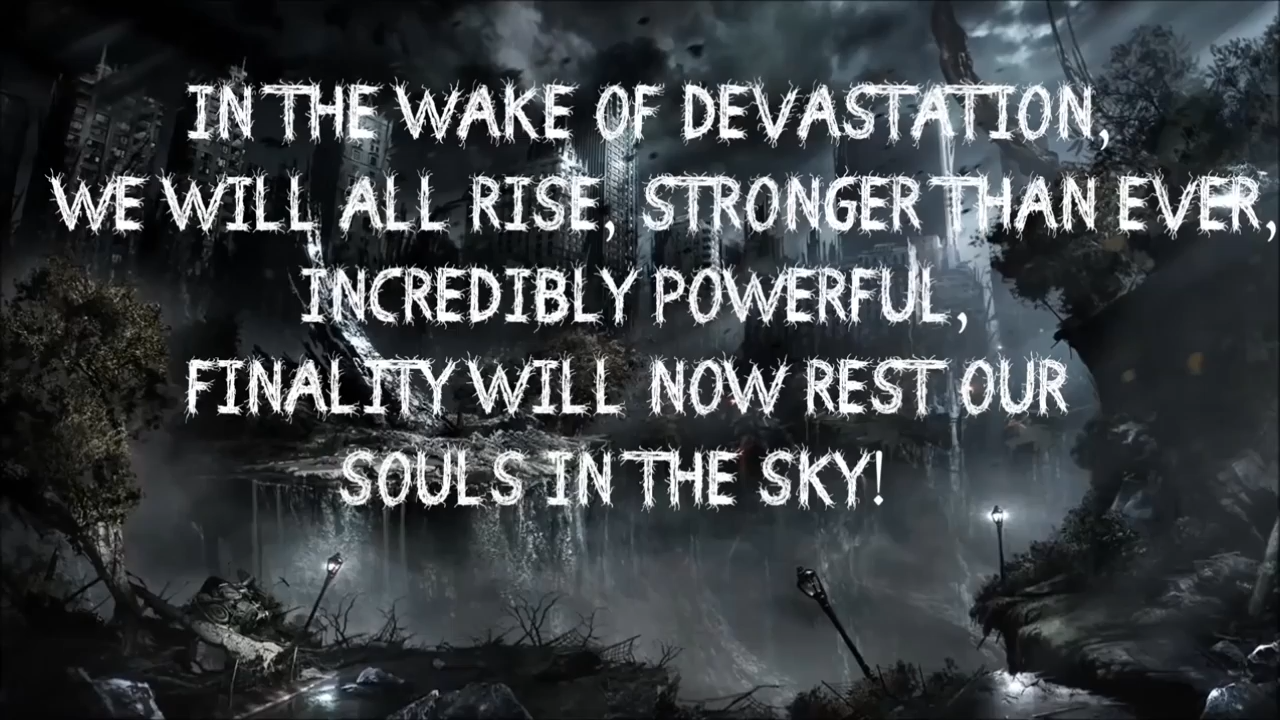 IN THE WAKE OF DEVASTATION,
WE WILL ALL RISE, STRONGER THAN EVER,
INCREDIBLY POWERFUL,
FINALITY WILL NOW REST OUR
SOULS IN THE SKY!